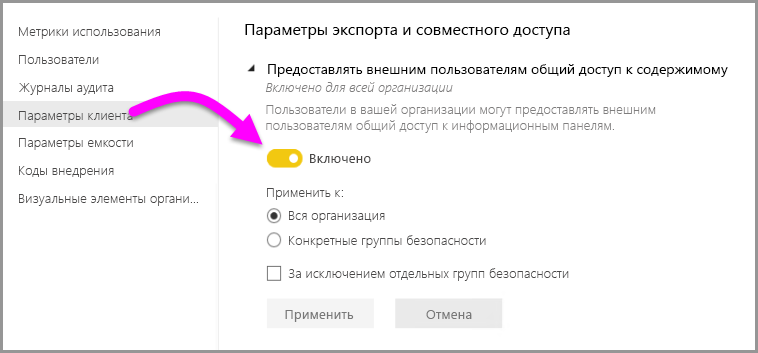 Метрики использования
Пользователи
Журналы аудита
Параметры клиента
Параметры емкости
Коды внедрения
Визуальные элементы органи...
Параметры экспорта и совместного доступа
Предоставлять внешним пользователям общий доступ к содержимому
Включено для всей организации
Пользователи в вашей организации могут предоставлять внешним
пользователям общий доступ к информационным панелям.
Включено
Применить к:
Вся организация
Конкретные группы безопасности
За исключением отдельных групп безопасности
Применить
Отмена